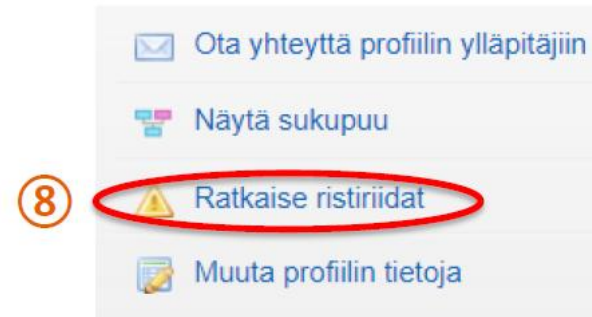 Ota yhteyttä profiilin ylläpitäjiin
Näytä sukupuu
⑧ Ratkaise ristiriidat
Muuta profiilin tietoja